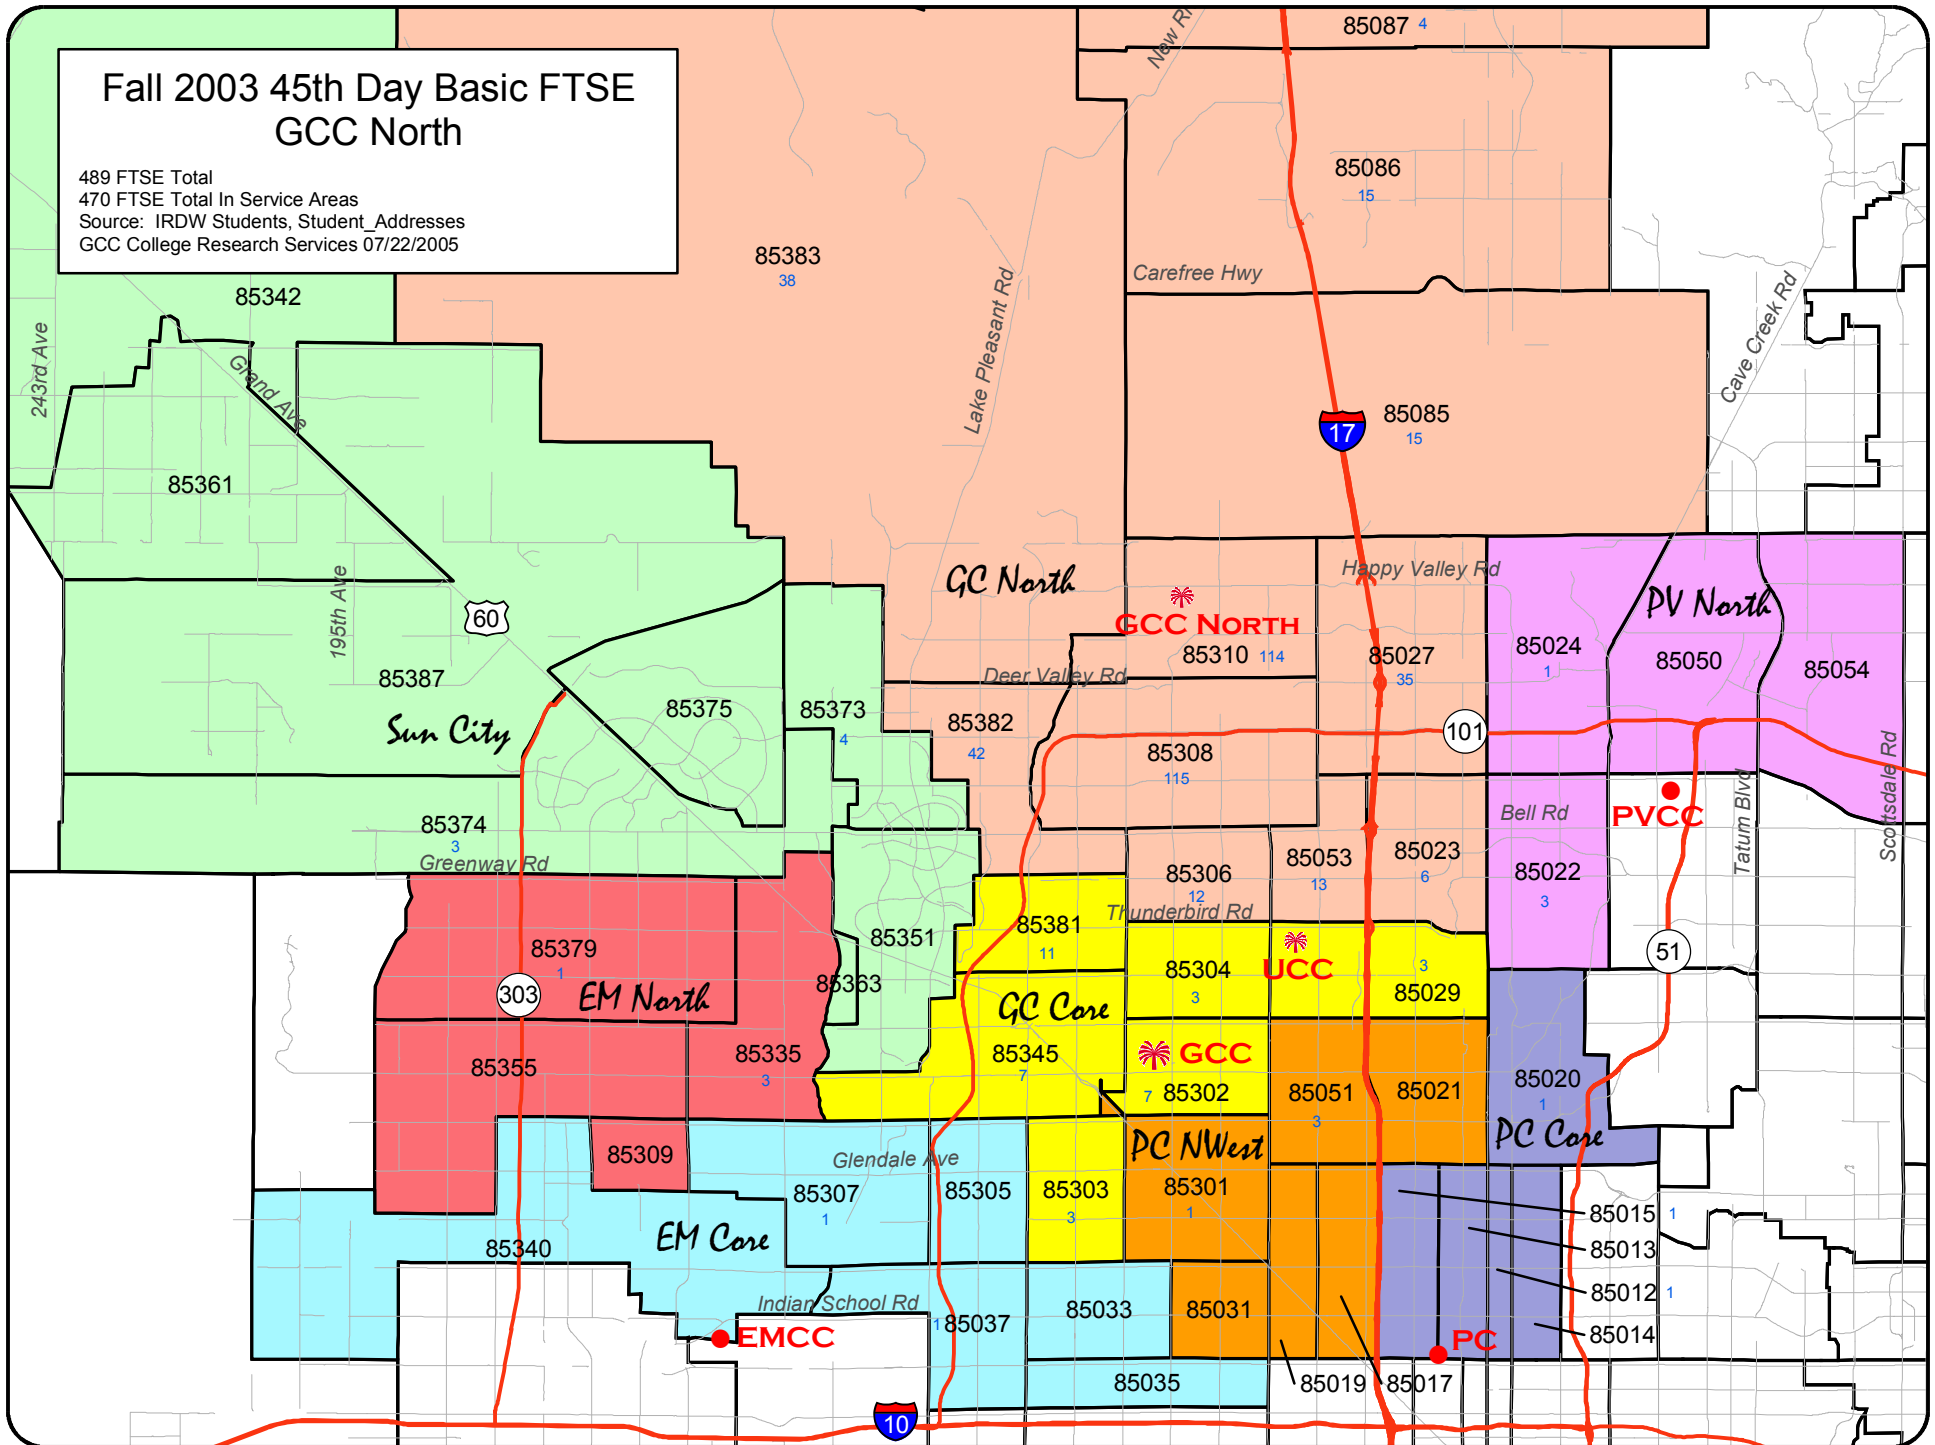 Fall 2003 45th Day Basic FTSE
GCC North
489 FTSE Total
470 FTSE Total In Service Areas
Source: IRDW Students, Student_Addresses
GCC College Research Services 07/22/2005
85087 4
85086
15
85383
38
Carefree Hwy
85342
Lake Pleasant Rd
Cave Creek Rd
243rd Ave
Grand Ave
85085
15
17
85361
GC North
Happy Valley Rd
PV North
GCC North
195th Ave
60
85310 114
85027
35
85024
1
85050
85054
85387
Deer Valley Rd
Sun City
85375
85373
4
85382
42
101
85308
115
Scottsdale Rd
Tatum Blvd
Bell Rd
PVCC
85374
3
Greenway Rd
85306
12
85053
13
85023
6
85022
3
Thunderbird Rd
85381
11
85351
85379
1
303
EM North
85363
GC Core
85304
3
UCC
3
85029
51
85355
85335
3
85345
7
GCC
7 85302
85051
3
85021
85020
1
PC Core
PC NWest
85309
Glendale Ave
85307
1
85305
85303
3
85301
1
85015 1
85013
85012 1
85014
EM Core
85340
Indian School Rd
EMCC
1 85037
85033
85031
PC
85035
85019
85017
10